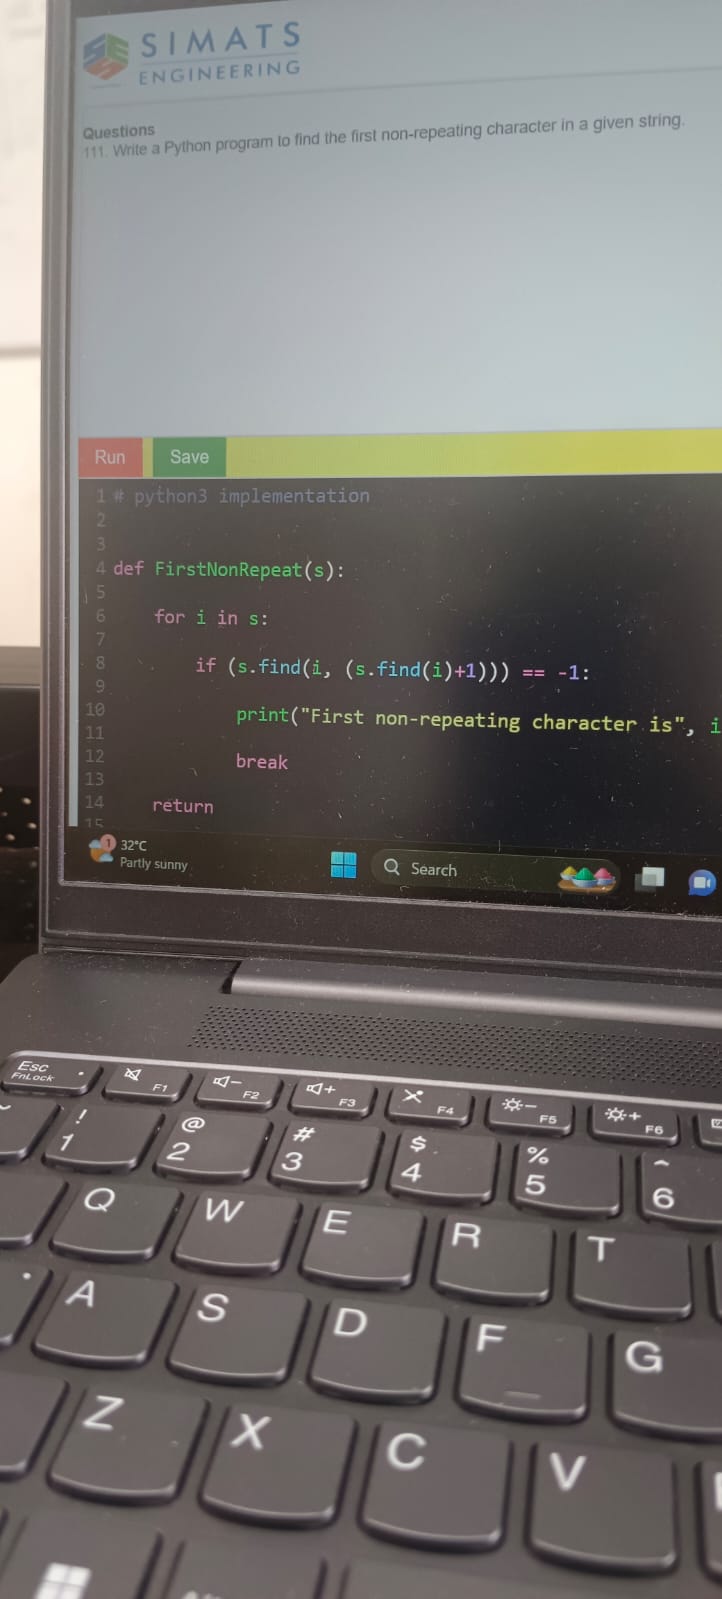 SIMATS
ENGINEERING
Questions
111. Write a Python program to find the first non-repeating character in a given string.
Run Save
1 # python3 implementation
2
3
4 def FirstNonRepeat(s):
5
6 for i in s:
7
8 if (s.find(i, (s.find(i)+1))) == -1:
9
10 print("First non-repeating character is", i
11
12 break
13
14 return
15
1 32°C
Partly sunny
Search
Esc
FnLock
F1 F2 F3 F4 F5 F6
! @ # $ % ^
1 2 3 4 5 6
Q W E R T
A S D F G
Z X C V